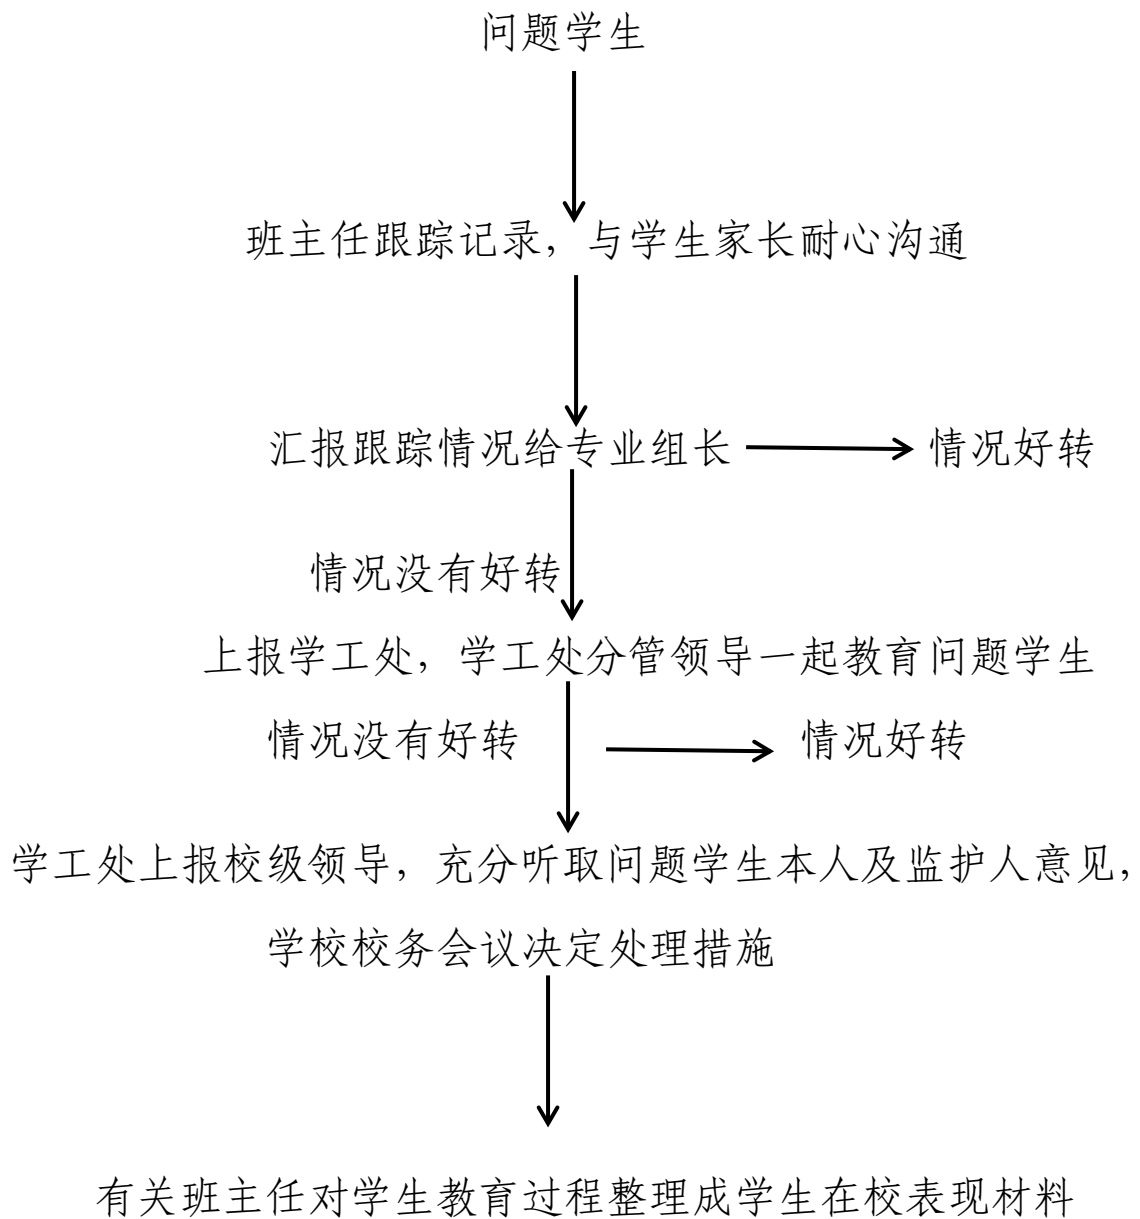 问题学生
班主任跟踪记录，与学生家长耐心沟通
汇报跟踪情况给专业组长
情况好转
情况没有好转
上报学工处，学工处分管领导一起教育问题学生
情况没有好转
情况好转
学工处上报校级领导，充分听取问题学生本人及监护人意见，
学校校务会议决定处理措施
有关班主任对学生教育过程整理成学生在校表现材料